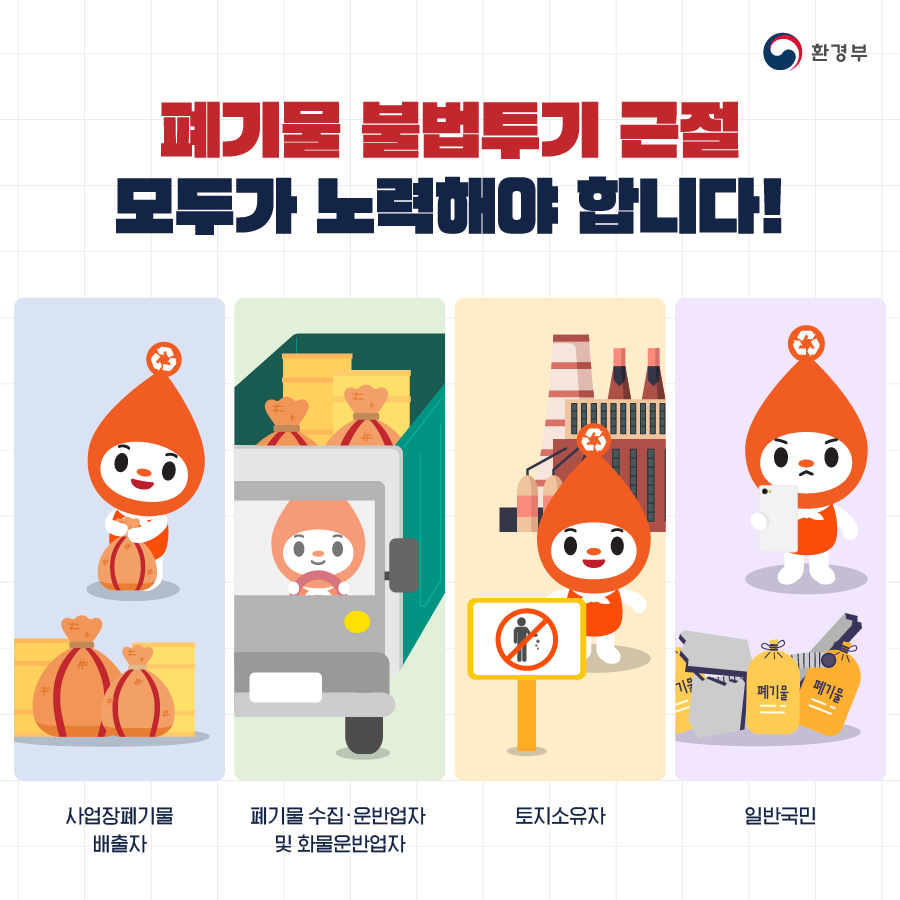 환경부
폐기물 불법투기 근절
모두가 노력해야 합니다!
폐기물
폐기물
사업장폐기물
배출자
폐기물 수집·운반업자
및 화물운반업자
토지소유자
일반국민